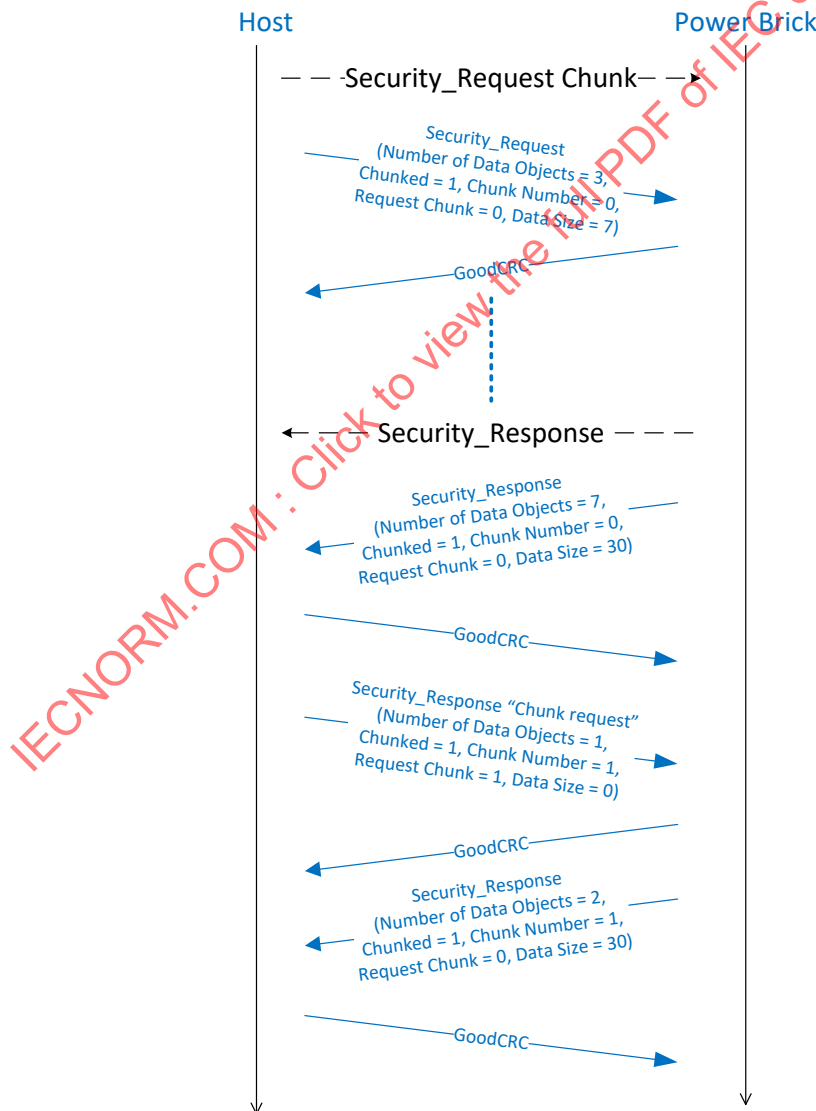 Host
Power Brick
Security_Request Chunk
Security_Request
(Number of Data Objects = 3,
Chunked = 1, Chunk Number = 0,
Request Chunk = 0, Data Size = 7)
GoodCRC
Security_Response
Security_Response
(Number of Data Objects = 7,
Chunked = 1, Chunk Number = 0,
Request Chunk = 0, Data Size = 30)
GoodCRC
Security_Response “Chunk request”
(Number of Data Objects = 1,
Chunked = 1, Chunk Number = 1,
Request Chunk = 1, Data Size = 0)
GoodCRC
Security_Response
(Number of Data Objects = 2,
Chunked = 1, Chunk Number = 1,
Request Chunk = 0, Data Size = 30)
GoodCRC
IECNORM.COM : Click to view the full PDF of IEC